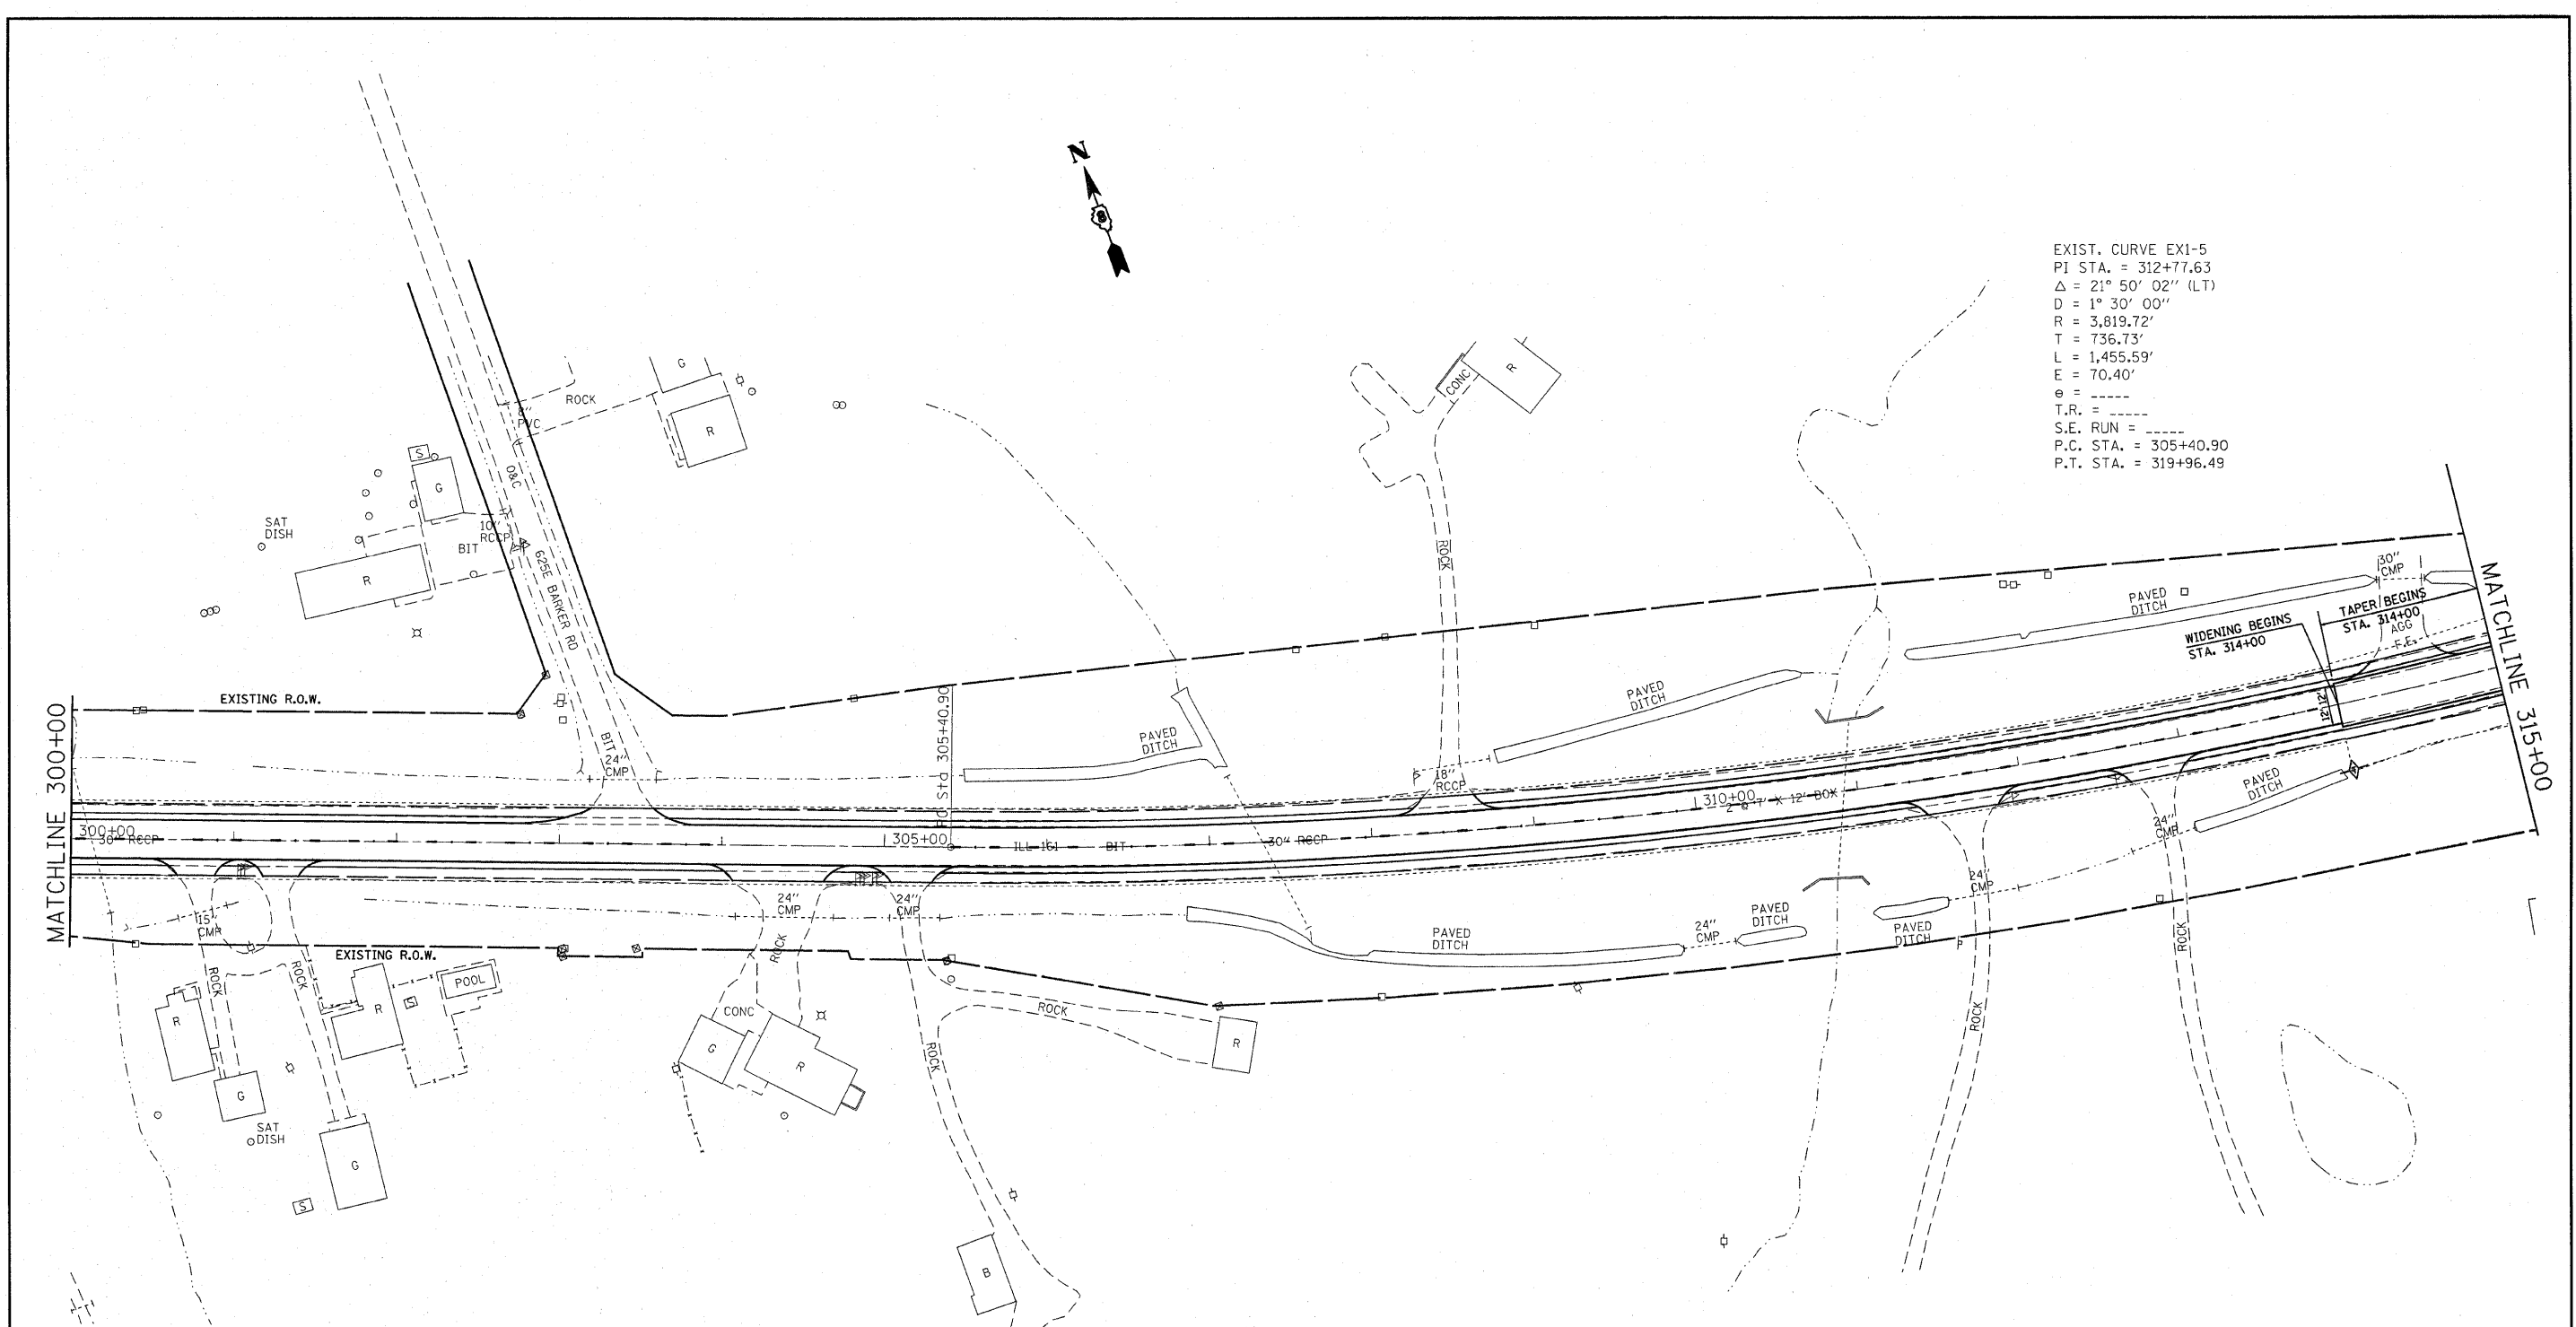 N
8
EXIST. CURVE EX1-5
PI STA. = 312+77.63
Δ = 21° 50' 02" (LT)
D = 1° 30' 00"
R = 3,819.72'
T = 736.73'
L = 1,455.59'
E = 70.40'
θ = _____
T.R. = _____
S.E. RUN = _____
P.C. STA. = 305+40.90
P.T. STA. = 319+96.49
G
ROCK
8"
PVC
R
CONC
R
S
G
O&C
SAT
DISH
10"
RCCP
BIT
R
625E BARKER RD
ROCK
30"
CMP
PAVED
DITCH
TAPER BEGINS
STA. 314+00
WIDENING BEGINS
STA. 314+00
AGG
F.E.
12'
12'
MATCHLINE 315+00
EXISTING R.O.W.
MATCHLINE 300+00
BIT
24"
CMP
PC Sta 305+40.90
PAVED
DITCH
PAVED
DITCH
18"
RCCP
PAVED
DITCH
300+00
30" RCCP
305+00
ILL 161
BIT
30" RCCP
310+00
2 @ 7' X 12' BOX
24"
CMP
15"
CMP
24"
CMP
24"
CMP
24"
CMP
PAVED
DITCH
24"
CMP
PAVED
DITCH
PAVED
DITCH
EXISTING R.O.W.
ROCK
ROCK
ROCK
ROCK
P
POOL
S
R
R
CONC
ROCK
ROCK
ROCK
G
R
R
G
SAT
DISH
G
S
B